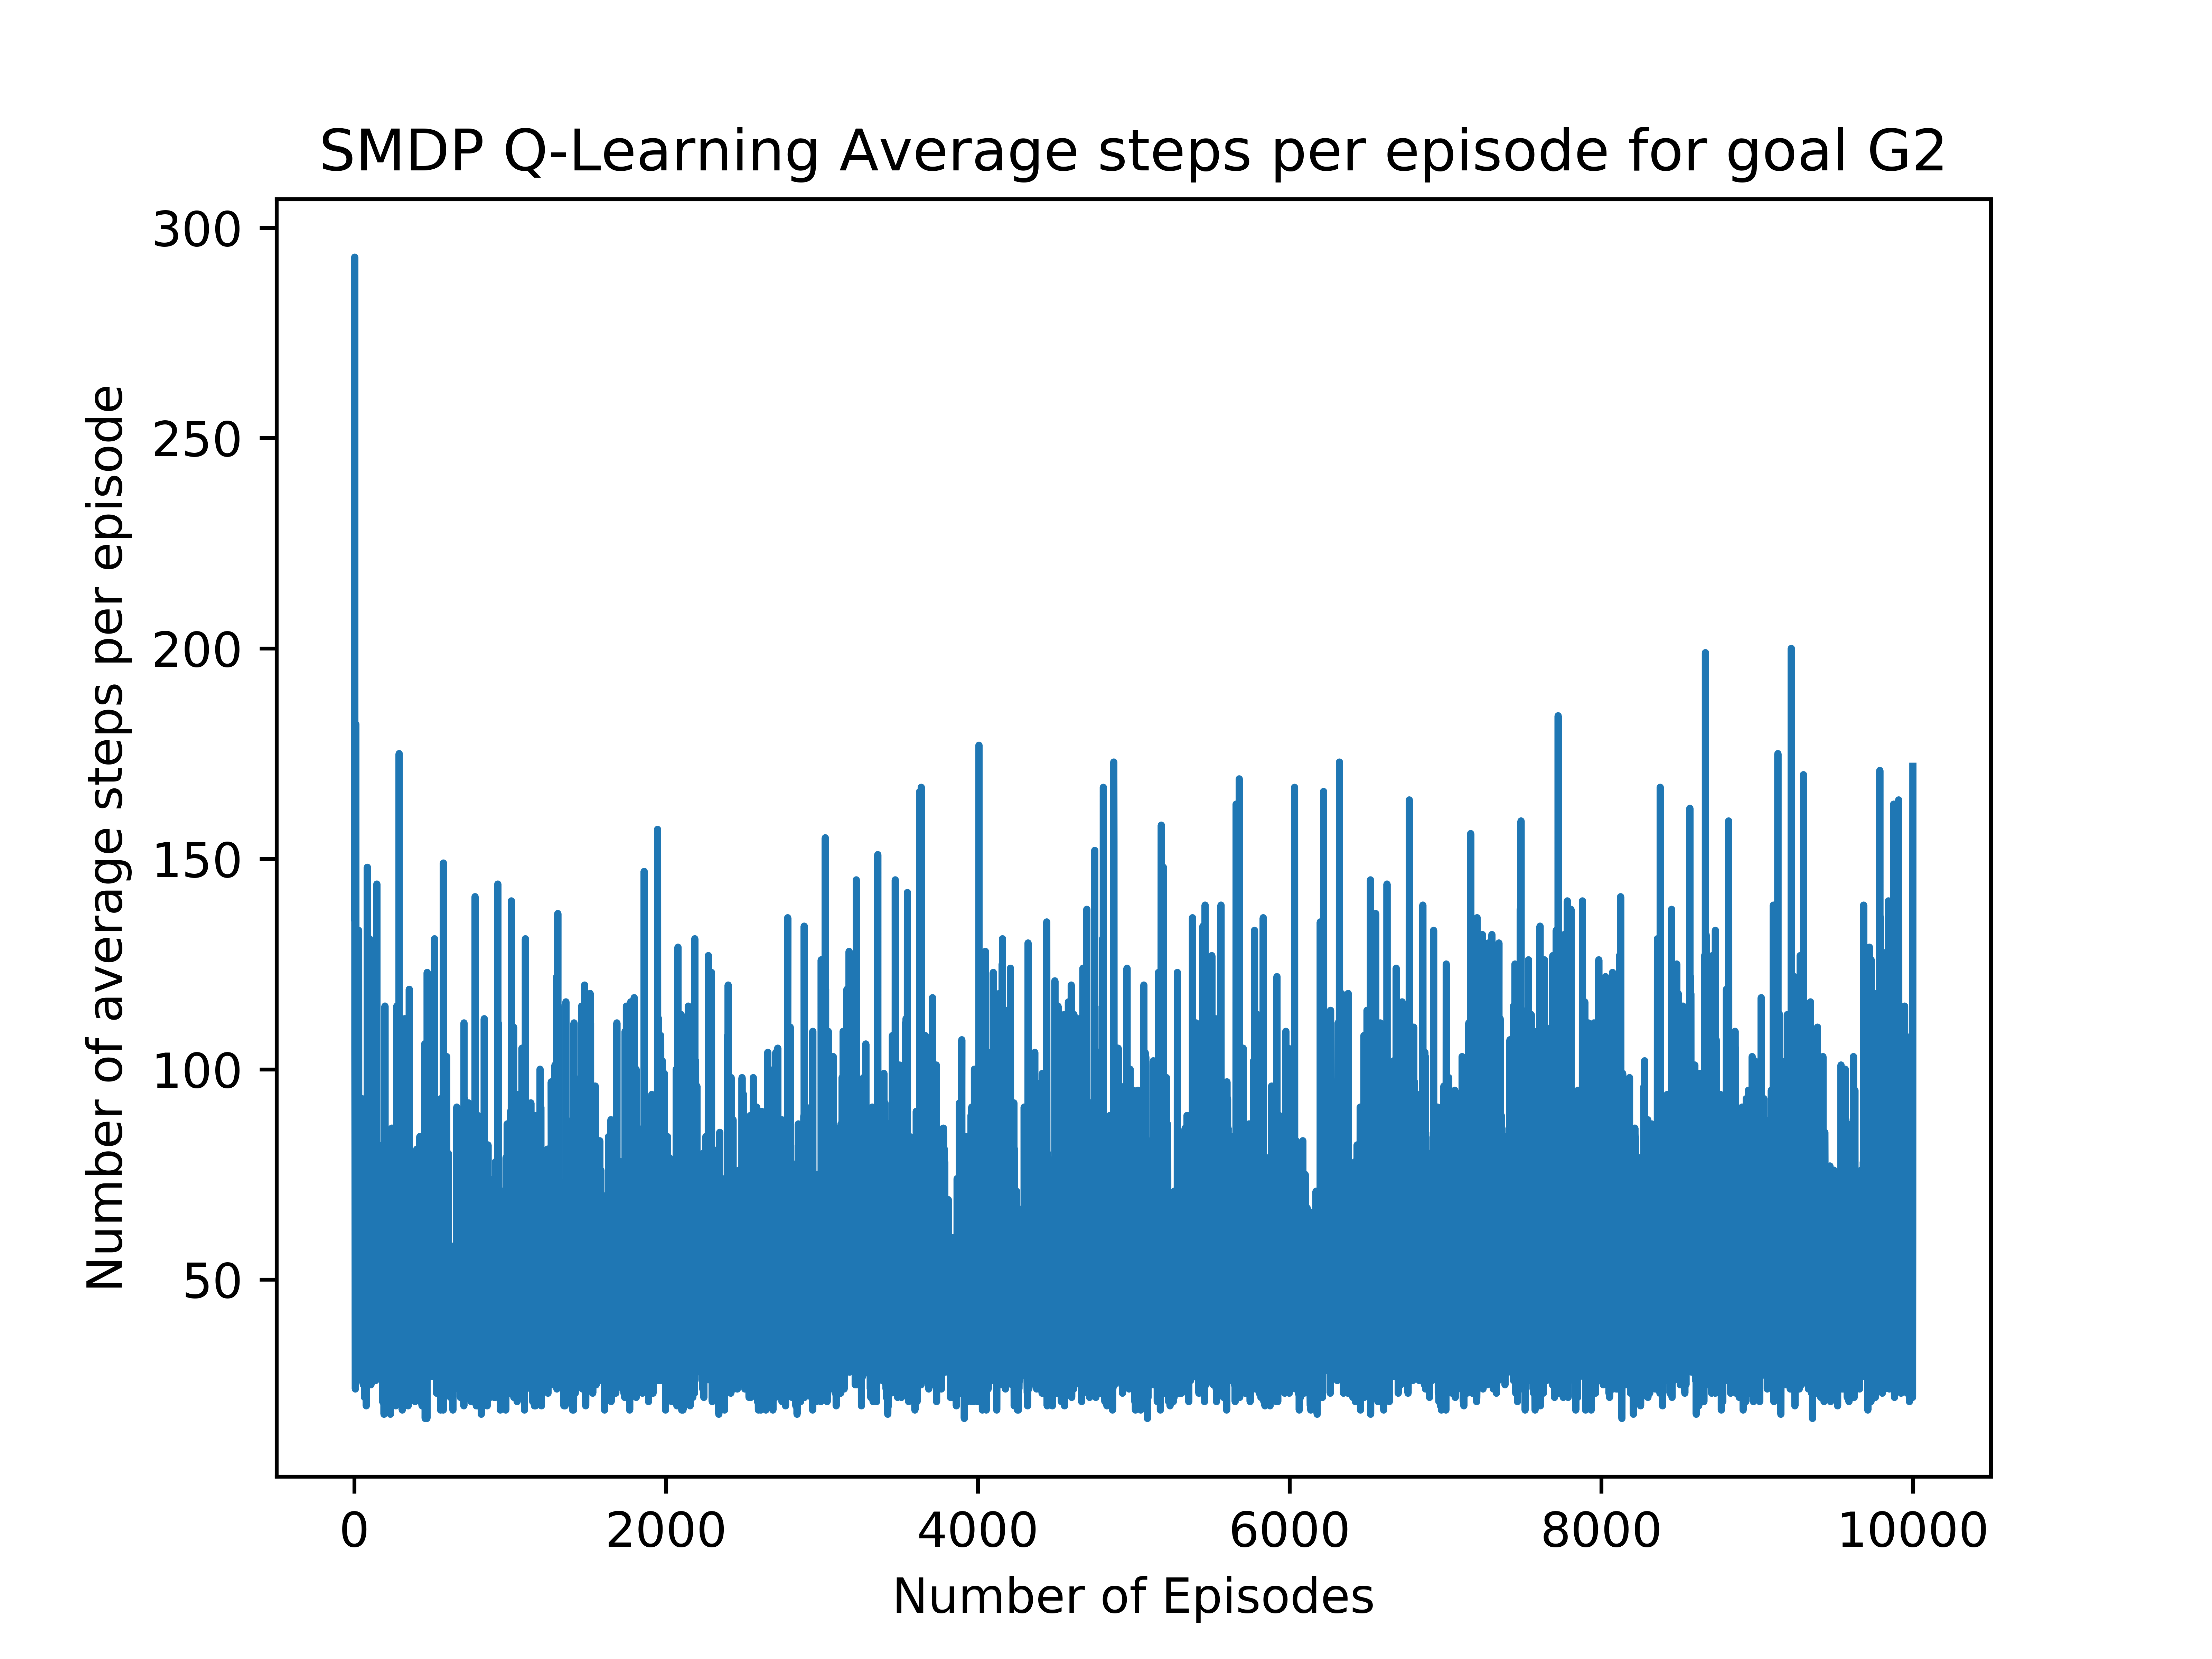 SMDP Q-Learning Average steps per episode for goal G2
Number of average steps per episode
300
250
200
150
100
50
0 2000 4000 6000 8000 10000
Number of Episodes